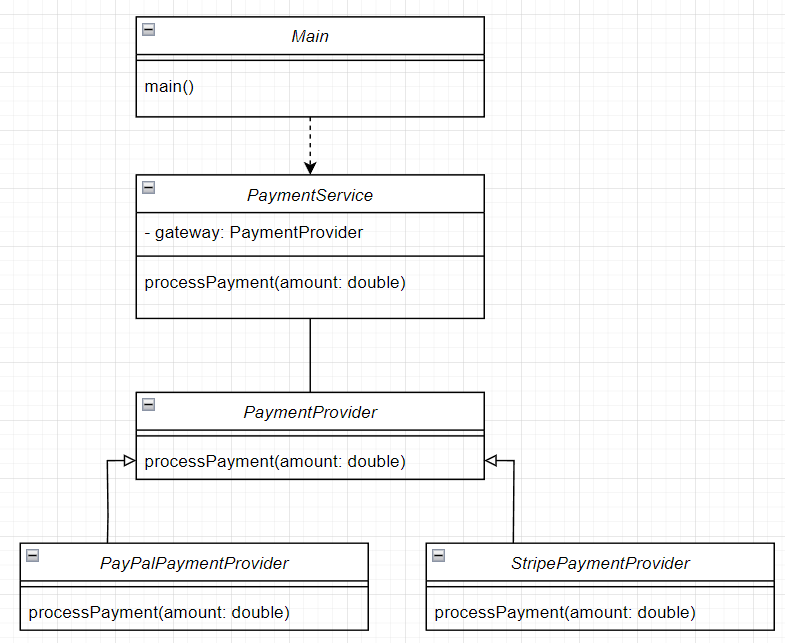 Main
main()
PaymentService
- gateway: PaymentProvider
processPayment(amount: double)
PaymentProvider
processPayment(amount: double)
PayPalPaymentProvider
processPayment(amount: double)
StripePaymentProvider
processPayment(amount: double)